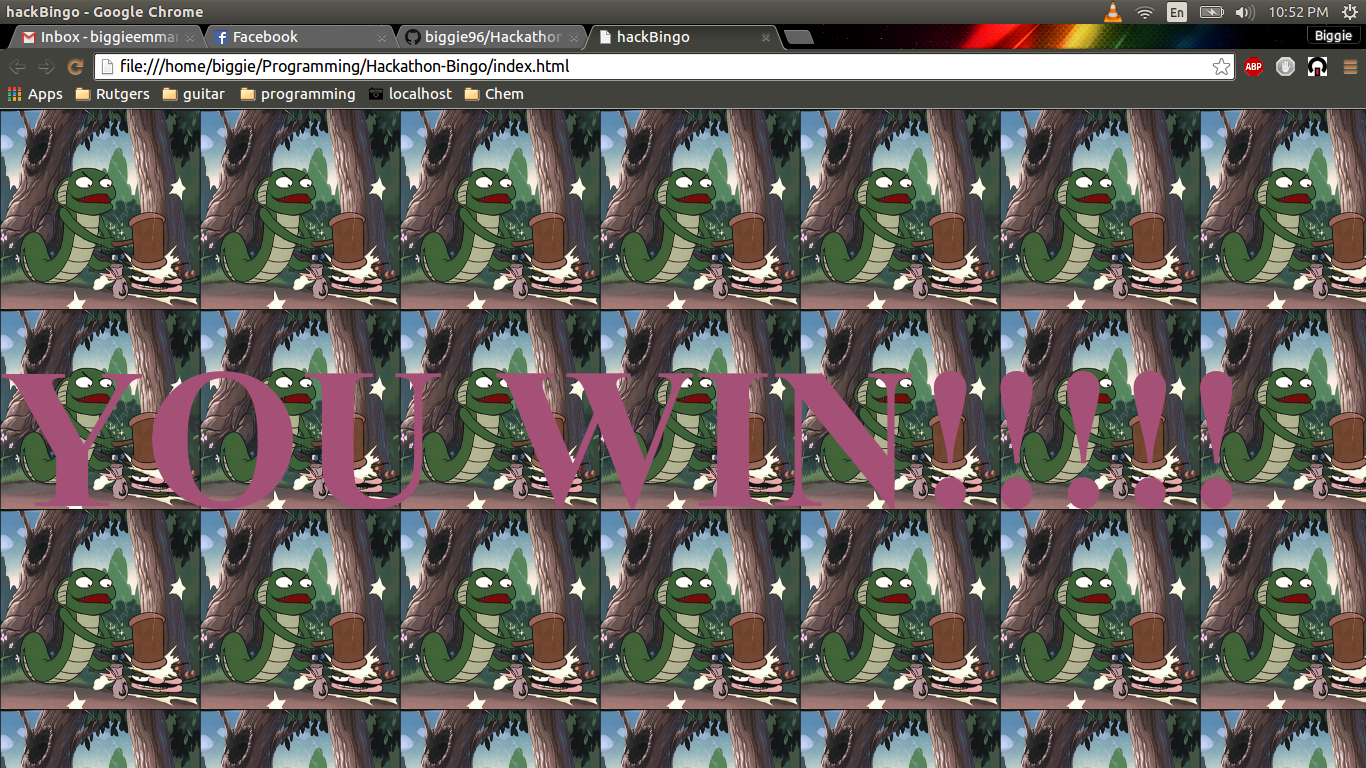 hackBingo - Google Chrome
En
10:52 PM
Inbox - biggieemmar
Facebook
biggie96/Hackathor
hackBingo
Biggie
file:///home/biggie/Programming/Hackathon-Bingo/index.html
ABP
Apps
Rutgers
guitar
programming
localhost
Chem
YOU WIN!!!!!